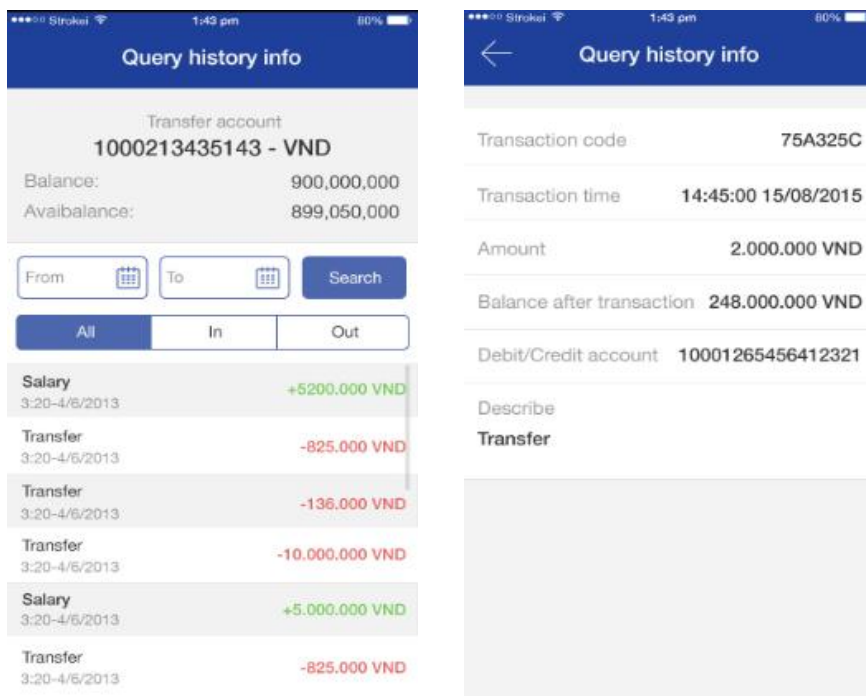 Strokei 1:43 pm 80%
Query history info
Transfer account
1000213435143 - VND
Balance: 900,000,000
Avaibalance: 899,050,000
From To Search
All In Out
Salary +5200.000 VND
3:20-4/6/2013
Transfer -825.000 VND
3:20-4/6/2013
Transfer -136.000 VND
3:20-4/6/2013
Transfer -10.000.000 VND
3:20-4/6/2013
Salary +5.000.000 VND
3:20-4/6/2013
Transfer -825.000 VND
3:20-4/6/2013
Strokei 1:43 pm 80%
Query history info
Transaction code 75A325C
Transaction time 14:45:00 15/08/2015
Amount 2.000.000 VND
Balance after transaction 248.000.000 VND
Debit/Credit account 10001265456412321
Describe
Transfer